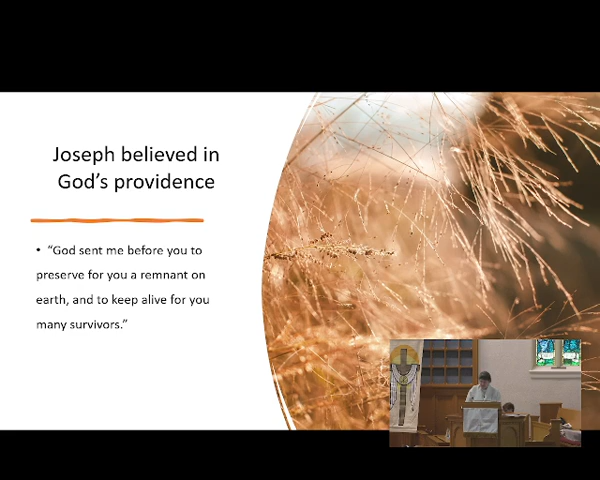 Joseph believed in
God’s providence
• “God sent me before you to
preserve for you a remnant on
earth, and to keep alive for you
many survivors.”